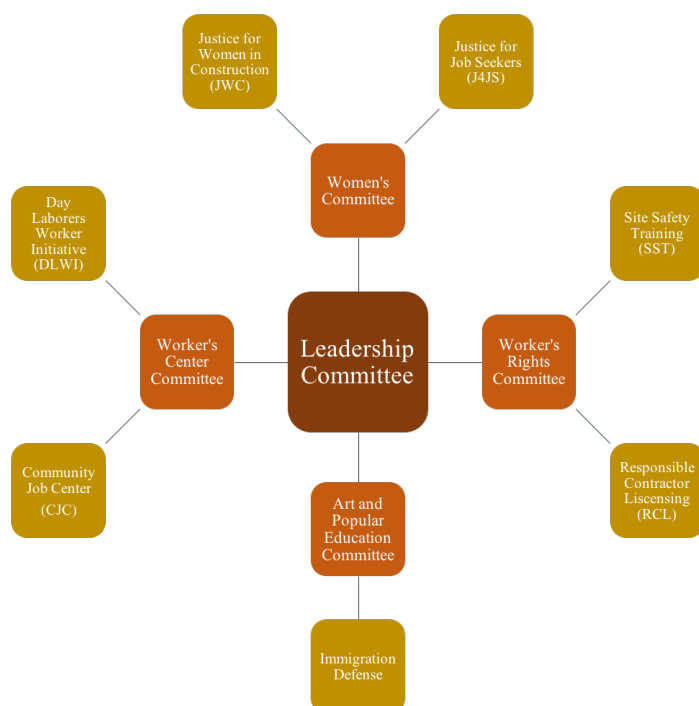 Justice for
Women in
Construction
(JWC)
Justice for
Job Seekers
(J4JS)
Women's
Committee
Day
Laborers
Worker
Initiative
(DLWI)
Site Safety
Training
(SST)
Worker's
Center
Committee
Leadership
Committee
Worker's
Rights
Committee
Community
Job Center
(CJC)
Responsible
Contractor
Liscensing
(RCL)
Art and
Popular
Education
Committee
Immigration
Defense